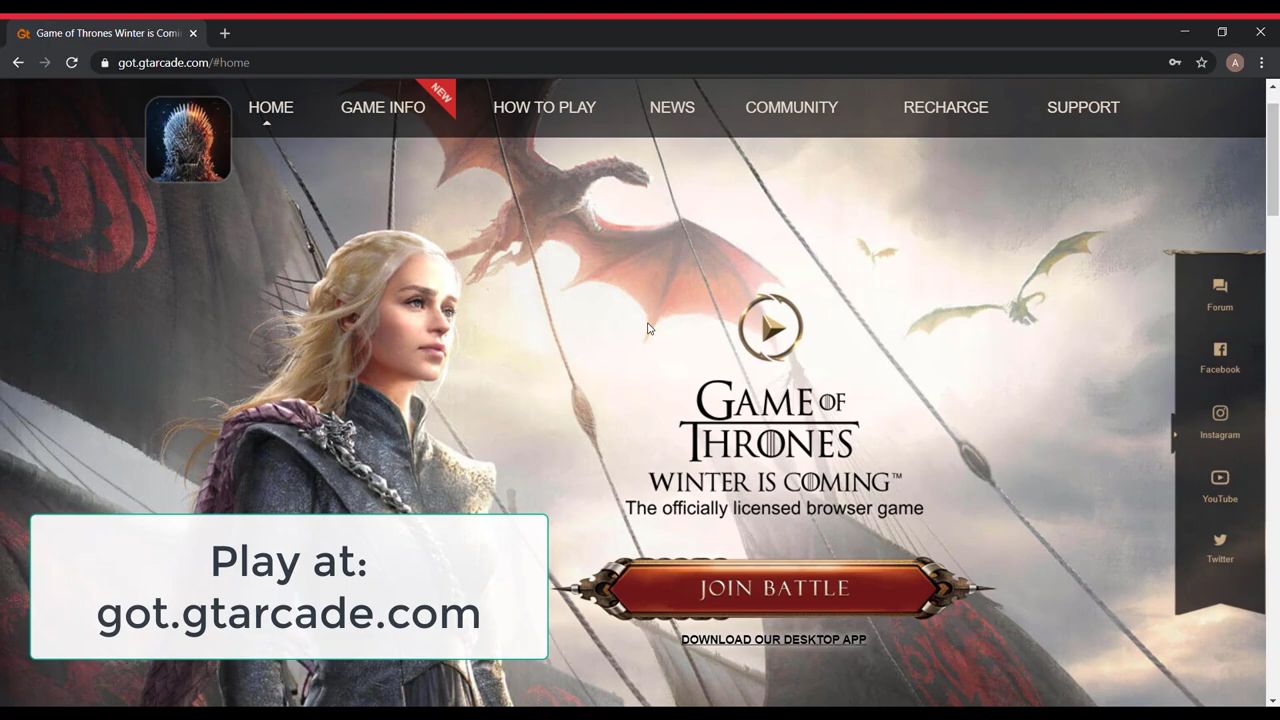 Game of Thrones Winter is Comi
got.gtarcade.com/#home
A
HOME
GAME INFO
NEW
HOW TO PLAY
NEWS
COMMUNITY
RECHARGE
SUPPORT
Forum
Facebook
Instagram
YouTube
Twitter
GAME OF
THRONES
WINTER IS COMING™
The officially licensed browser game
JOIN BATTLE
DOWNLOAD OUR DESKTOP APP
Play at:
got.gtarcade.com